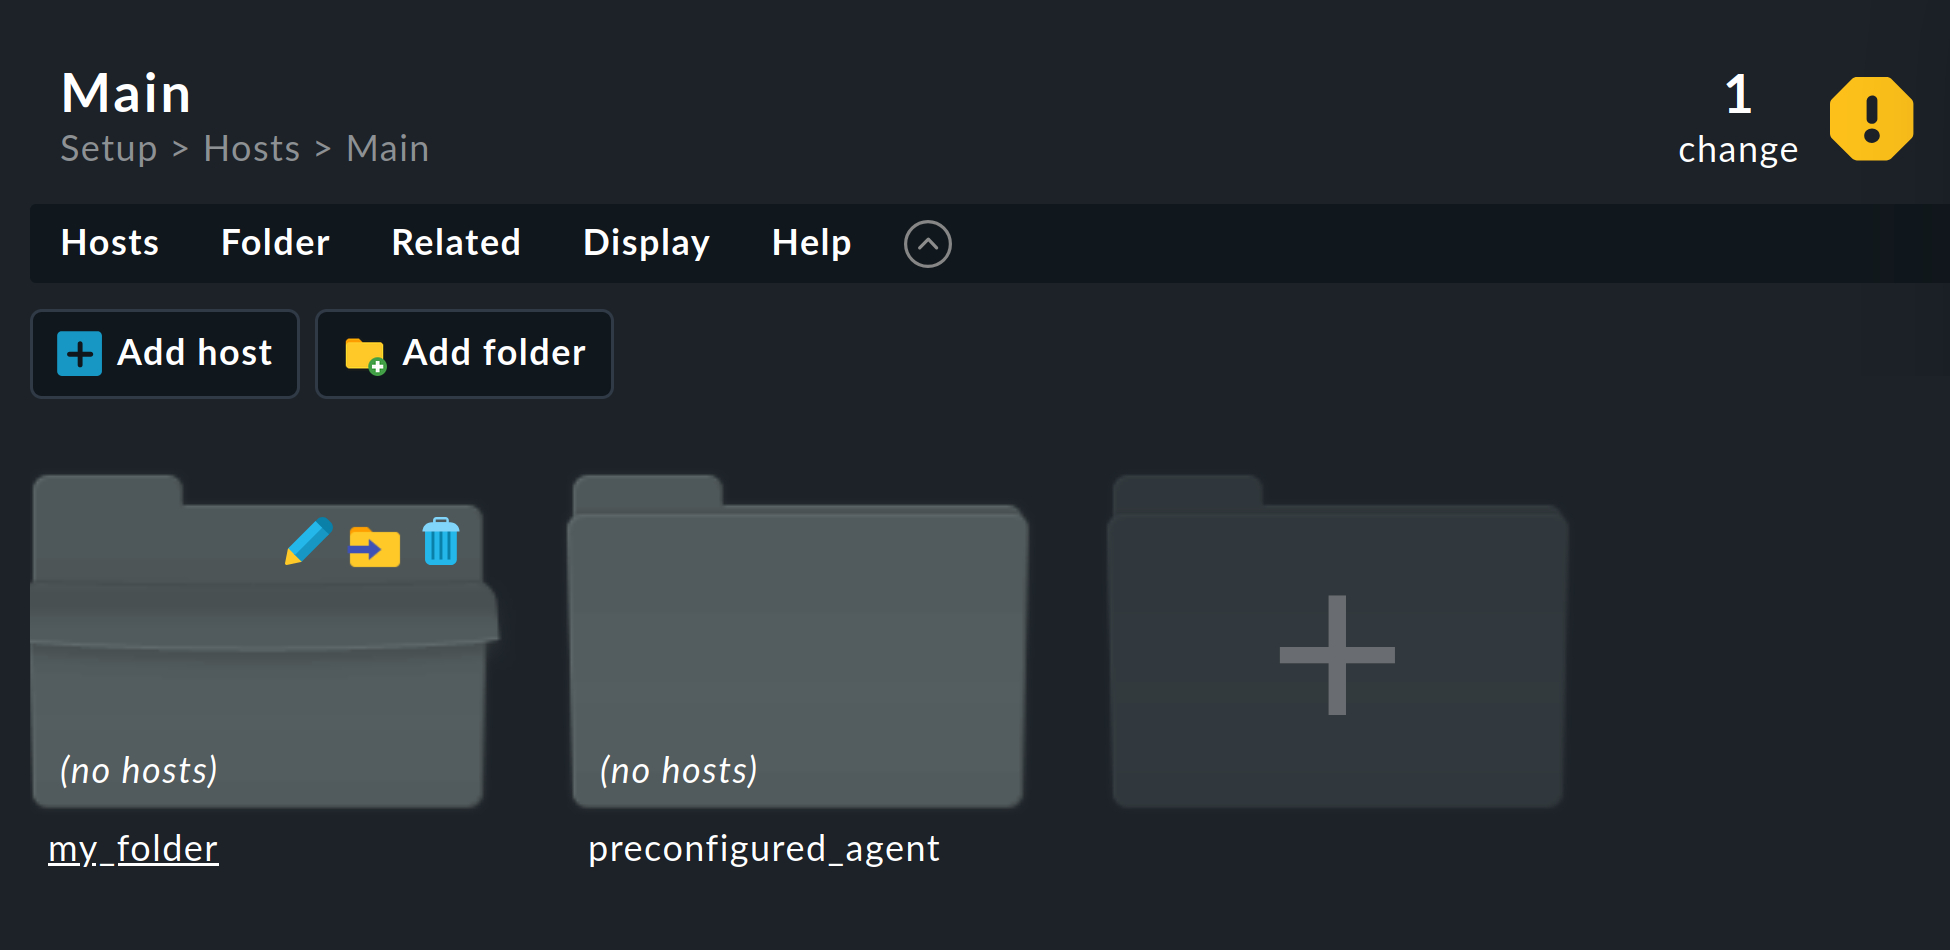 Main
Setup > Hosts > Main
1
change
Hosts Folder Related Display Help
Add host Add folder
(no hosts) (no hosts)
my_folder preconfigured_agent